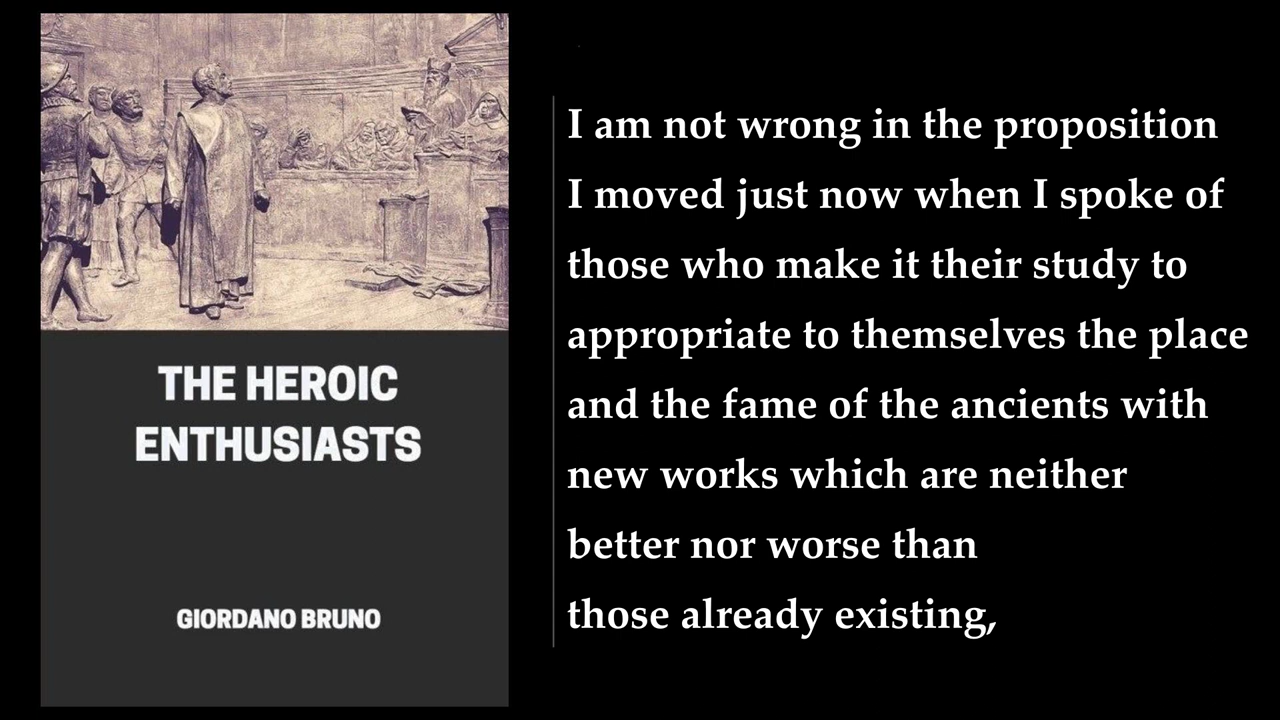 THE HEROIC
ENTHUSIASTS
GIORDANO BRUNO
I am not wrong in the proposition
I moved just now when I spoke of
those who make it their study to
appropriate to themselves the place
and the fame of the ancients with
new works which are neither
better nor worse than
those already existing,